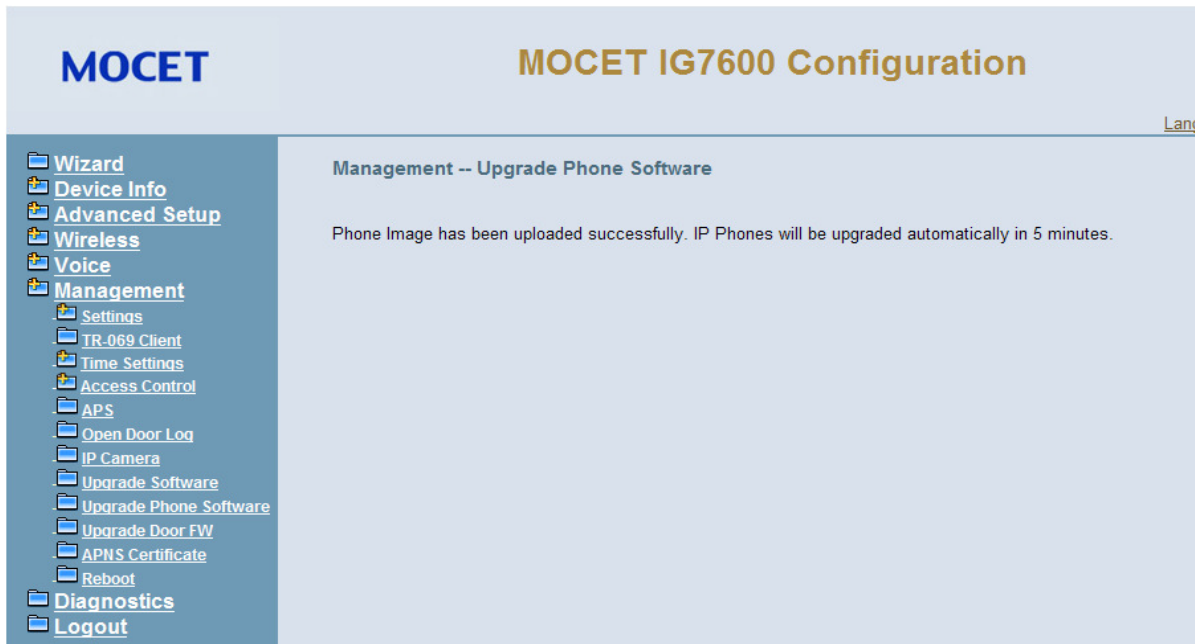 MOCET
MOCET IG7600 Configuration
Wizard
Device Info
Advanced Setup
Wireless
Voice
Management
Settings
TR-069 Client
Time Settings
Access Control
APS
Open Door Log
IP Camera
Upgrade Software
Upgrade Phone Software
Upgrade Door FW
APNS Certificate
Reboot
Diagnostics
Logout
Management -- Upgrade Phone Software
Phone Image has been uploaded successfully. IP Phones will be upgraded automatically in 5 minutes.